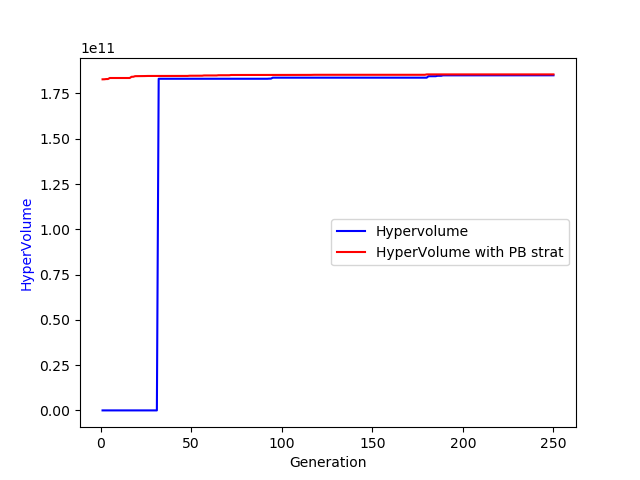 1e11
1.75
1.50
1.25
1.00
0.75
0.50
0.25
0.00
HyperVolume
Hypervolume
HyperVolume with PB strat
0 50 100 150 200 250
Generation